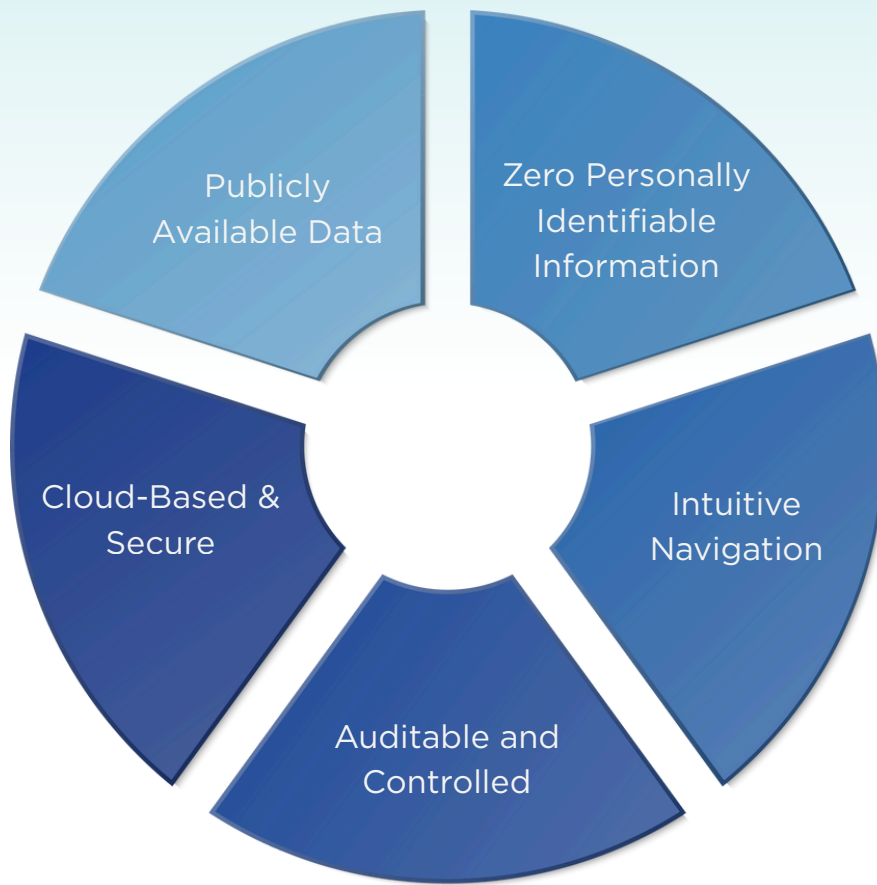 Publicly
Available Data
Zero Personally
Identifiable
Information
Cloud-Based &
Secure
Intuitive
Navigation
Auditable and
Controlled